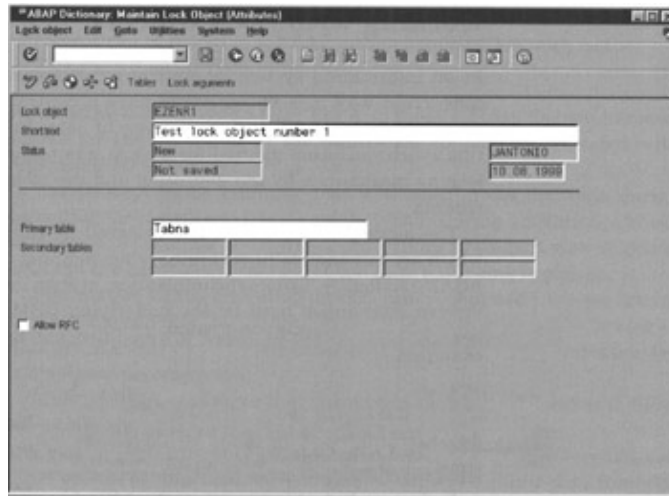 ABAP Dictionary: Maintain Lock Object (Attributes)
Lock object Edit Goto Utilities System Help
Tables Lock arguments
Lock object EZENR1
Short text Test lock object number 1
Status New JANTONIO
Not saved 10.08.1999
Primary table Tabna
Secondary tables
Allow RFC